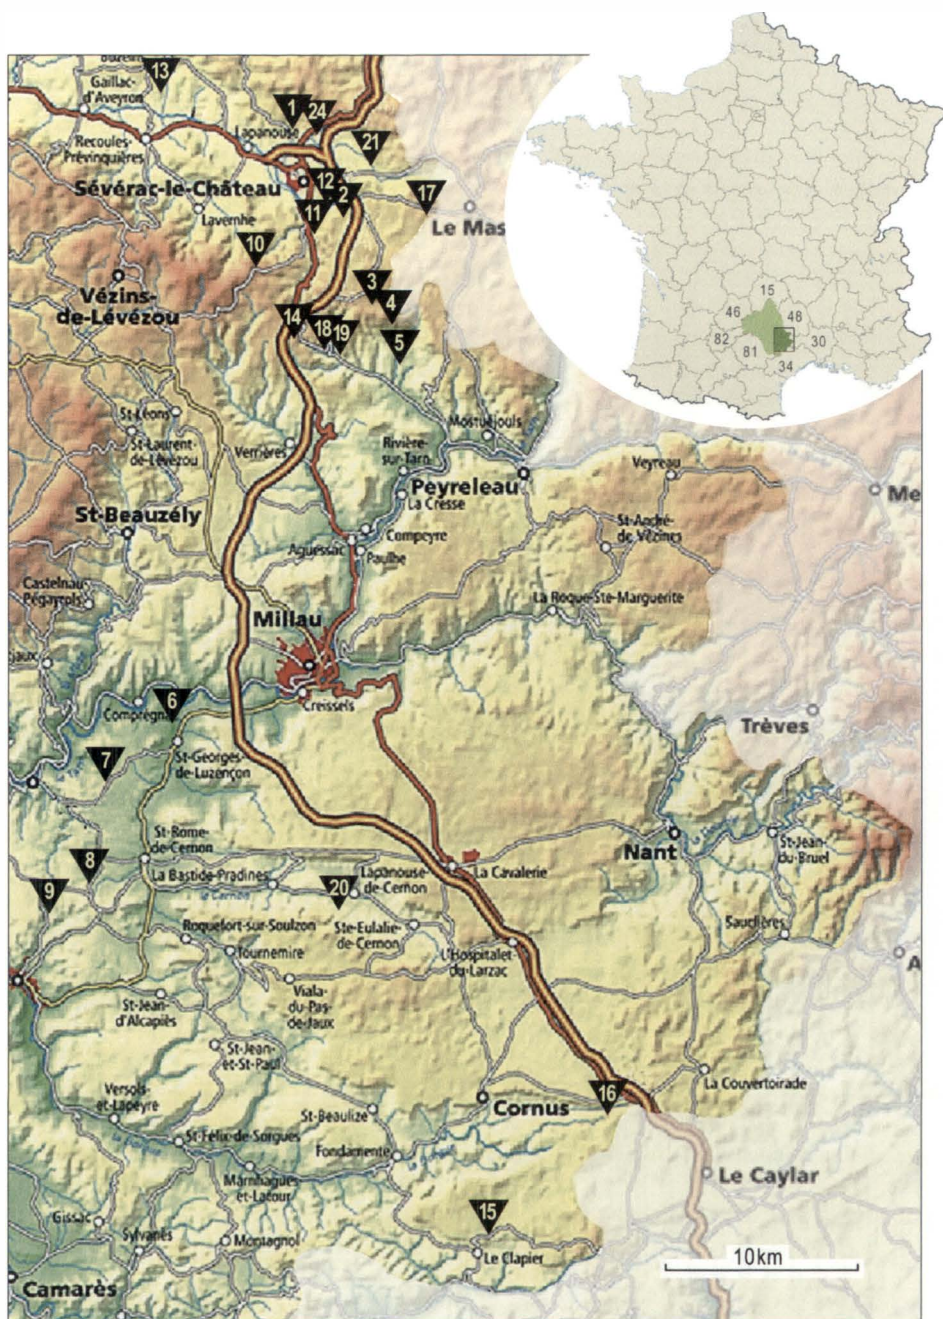 13
Gaillac-
d'Aveyron
1
24
Lapanouse
21
Recoules-
Prévinquières
Sévérac-le-Château
12
2
17
Le Mas
11
Lavernhe
10
Vézins-
de-Lévézou
3
4
14
18
19
5
15
46
48
82
30
81
34
St-Léons
St-Laurent-
de-Lévézou
Verrières
Mostuéjouls
Rivière-
sur-Tarn
Veyreau
Peyreleau
Me
La Cresse
St-Beauzély
St-André-
de-Vézines
Compeyre
Aguessac
Paulhe
Castelnau-
Pégayrols
La Roque-Ste-Marguerite
Millau
jaux
6
Creissels
Trèves
7
St-Georges-
de-Luzençon
St-Rome-
de-Cernon
Nant
St-Jean-
du-Bruel
8
La Cavalerie
La Bastide-Pradines
20
Lapanouse-
de-Cernon
9
Roquefort-sur-Soulzon
Ste-Eulalie-
de-Cernon
Sauclières
Tournemire
L'Hospitalet-
du-Larzac
A
Viala-
du-Pas-
de-Jaux
St-Jean-
d'Alcapiès
St-Jean-
et-St-Paul
La Couvertoirade
16
Versols-
et-Lapeyre
St-Beaulize
Cornus
St-Félix-de-Sorgues
Fondamente
Le Caylar
Marnhagues-
et-Latour
15
Gissac
Sylvanès
Montagnol
Le Clapier
10km
Camarès